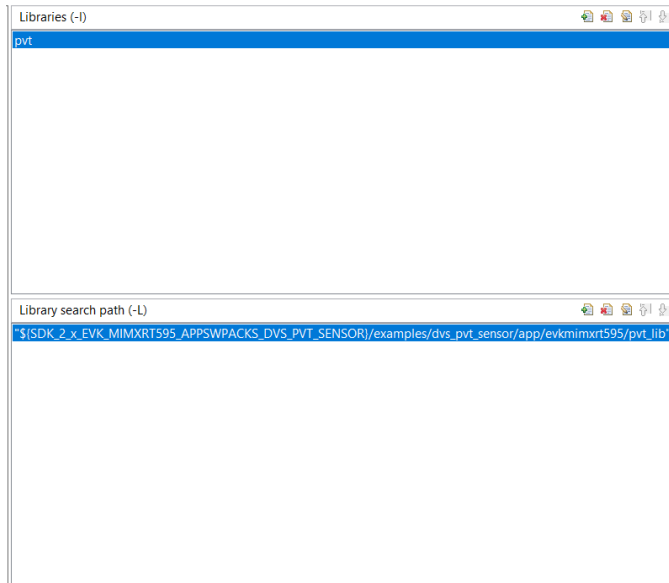 Libraries (-l)
pvt
Library search path (-L)
"${SDK_2_x_EVK_MIMXRT595_APPSWPACKS_DVS_PVT_SENSOR}/examples/dvs_pvt_sensor/app/evkmimxrt595/pvt_lib"